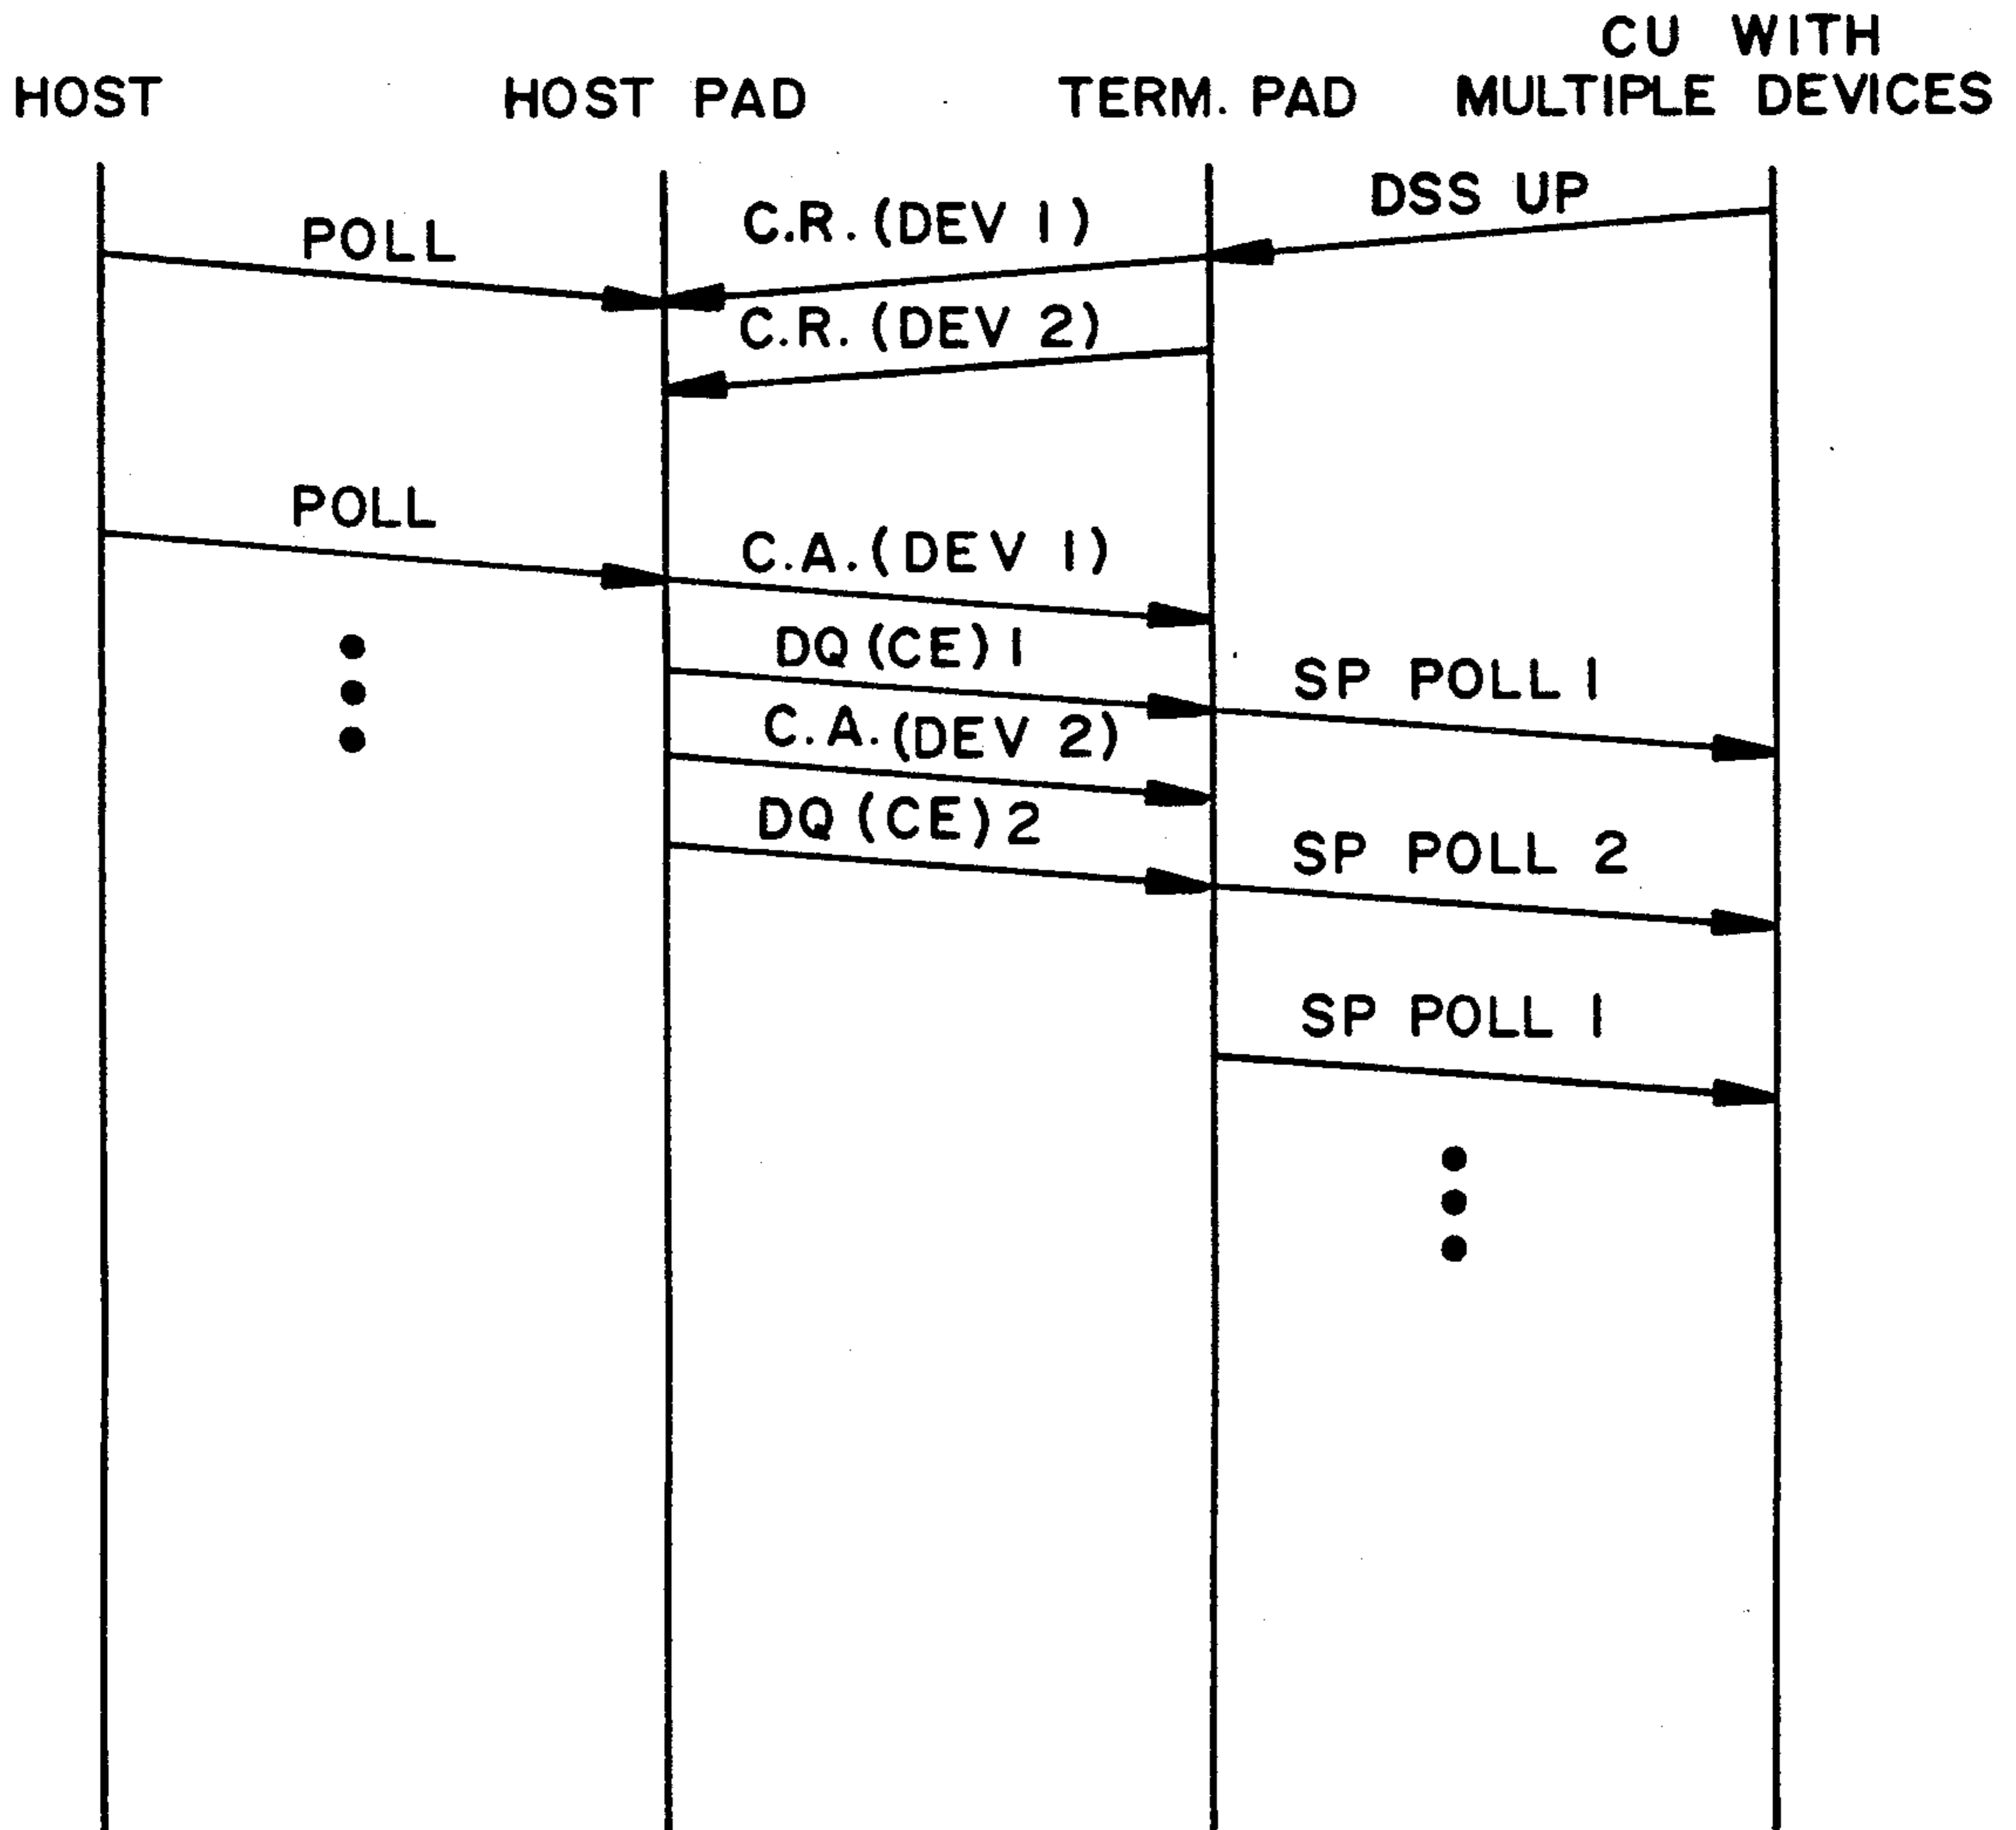 CU WITH
HOST HOST PAD TERM. PAD MULTIPLE DEVICES
DSS UP
C.R. (DEV 1)
POLL
C.R. (DEV 2)
POLL
C.A. (DEV 1)
DQ (CE) 1
SP POLL 1
C.A. (DEV 2)
DQ (CE) 2
SP POLL 2
SP POLL 1